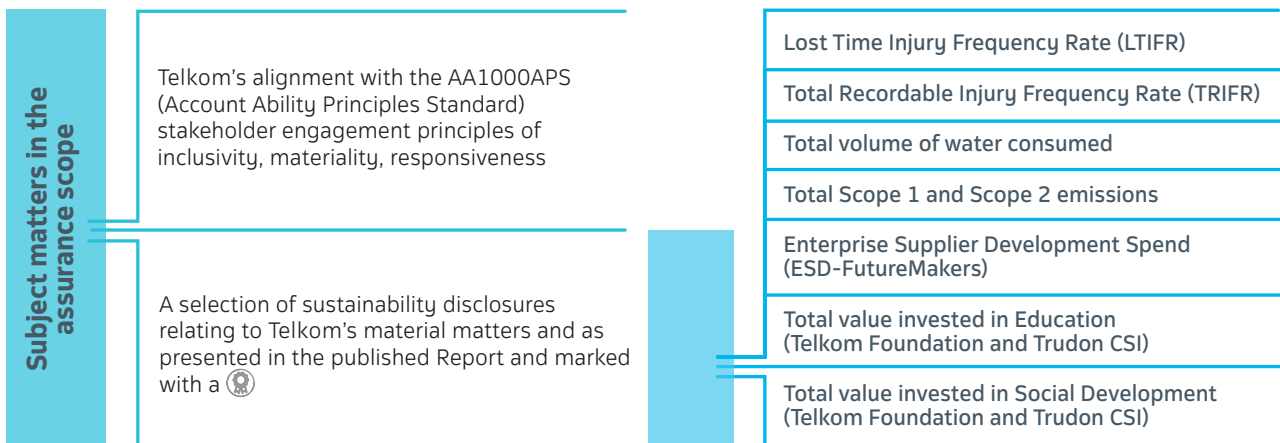 Subject matters in the
assurance scope
Telkom's alignment with the AA1000APS
(Account Ability Principles Standard)
stakeholder engagement principles of
inclusivity, materiality, responsiveness
A selection of sustainability disclosures
relating to Telkom's material matters and as
presented in the published Report and marked
with a
Lost Time Injury Frequency Rate (LTIFR)
Total Recordable Injury Frequency Rate (TRIFR)
Total volume of water consumed
Total Scope 1 and Scope 2 emissions
Enterprise Supplier Development Spend
(ESD-FutureMakers)
Total value invested in Education
(Telkom Foundation and Trudon CSI)
Total value invested in Social Development
(Telkom Foundation and Trudon CSI)